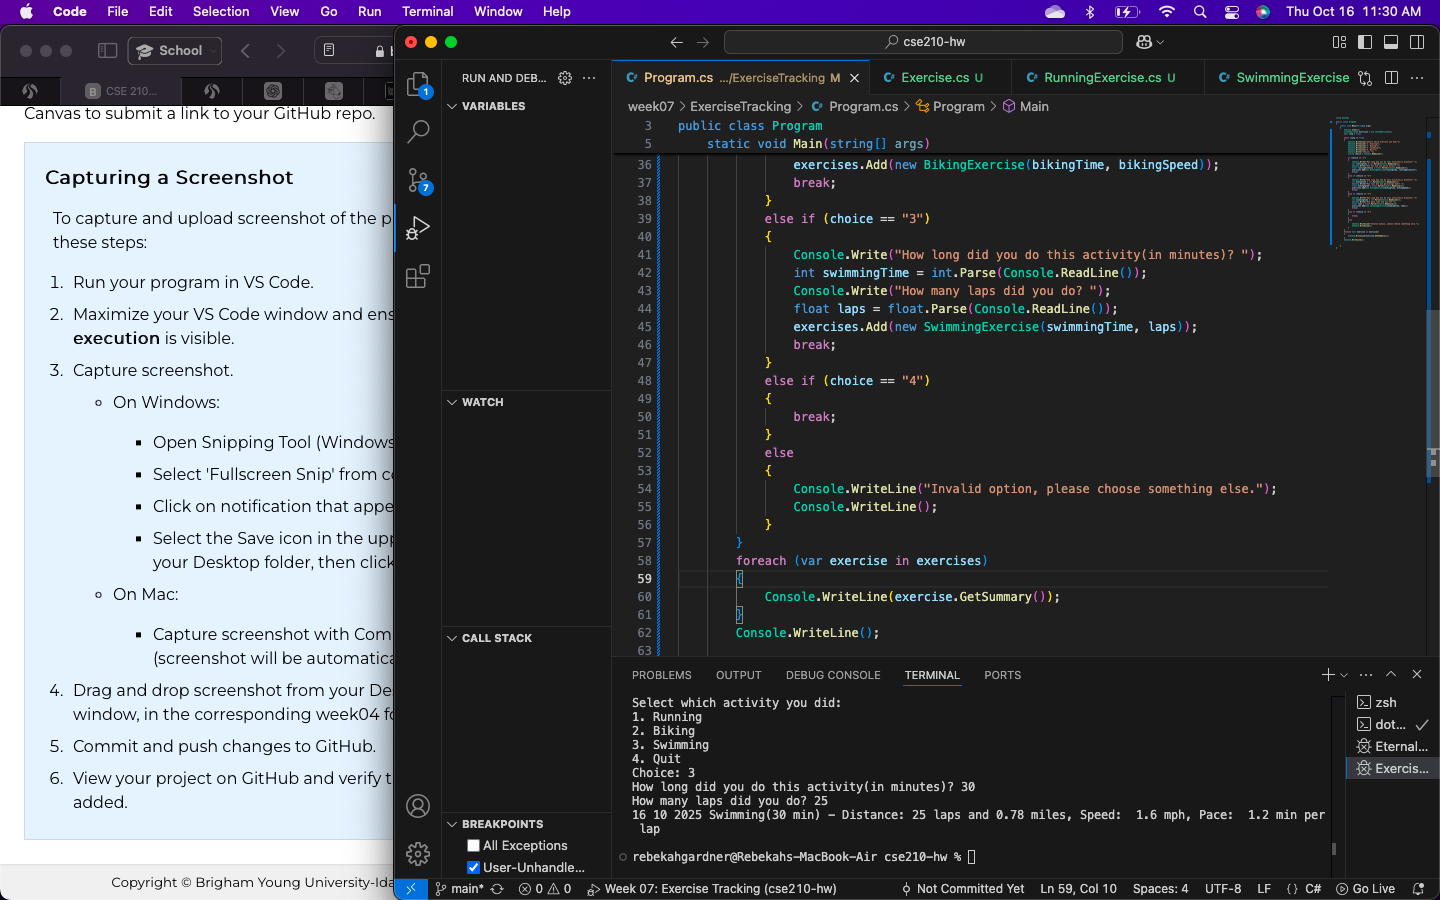 Code File Edit Selection View Go Run Terminal Window Help Thu Oct 16 11:30 AM
School
CSE 210...
Canvas to submit a link to your GitHub repo.
Capturing a Screenshot
To capture and upload screenshot of the p
these steps:
1. Run your program in VS Code.
2. Maximize your VS Code window and ens
execution is visible.
3. Capture screenshot.
On Windows:
Open Snipping Tool (Windows
Select 'Fullscreen Snip' from co
Click on notification that appe
Select the Save icon in the upp
your Desktop folder, then click
On Mac:
Capture screenshot with Com
(screenshot will be automatica
4. Drag and drop screenshot from your De
window, in the corresponding week04 fo
5. Commit and push changes to GitHub.
6. View your project on GitHub and verify t
added.
Copyright © Brigham Young University-Ida
cse210-hw
RUN AND DEB...
VARIABLES
WATCH
CALL STACK
BREAKPOINTS
All Exceptions
User-Unhandle...
1
7
Program.cs .../ExerciseTracking M
Exercise.cs U
RunningExercise.cs U
SwimmingExercise
week07 > ExerciseTracking > Program.cs > Program > Main
3 public class Program
5 static void Main(string[] args)
36 exercises.Add(new BikingExercise(bikingTime, bikingSpeed));
37 break;
38 }
39 else if (choice == "3")
40 {
41 Console.Write("How long did you do this activity(in minutes)? ");
42 int swimmingTime = int.Parse(Console.ReadLine());
43 Console.Write("How many laps did you do? ");
44 float laps = float.Parse(Console.ReadLine());
45 exercises.Add(new SwimmingExercise(swimmingTime, laps));
46 break;
47 }
48 else if (choice == "4")
49 {
50 break;
51 }
52 else
53 {
54 Console.WriteLine("Invalid option, please choose something else.");
55 Console.WriteLine();
56 }
57 }
58 foreach (var exercise in exercises)
59 {
60 Console.WriteLine(exercise.GetSummary());
61 }
62 Console.WriteLine();
63
PROBLEMS OUTPUT DEBUG CONSOLE TERMINAL PORTS
Select which activity you did:
1. Running
2. Biking
3. Swimming
4. Quit
Choice: 3
How long did you do this activity(in minutes)? 30
How many laps did you do? 25
16 10 2025 Swimming(30 min) - Distance: 25 laps and 0.78 miles, Speed:  1.6 mph, Pace:  1.2 min per
lap
rebekahgardner@Rebekahs-MacBook-Air cse210-hw %
zsh
dot...
Eternal...
Exercis...
main* 0 0 Week 07: Exercise Tracking (cse210-hw) Not Committed Yet Ln 59, Col 10 Spaces: 4 UTF-8 LF {} C# Go Live